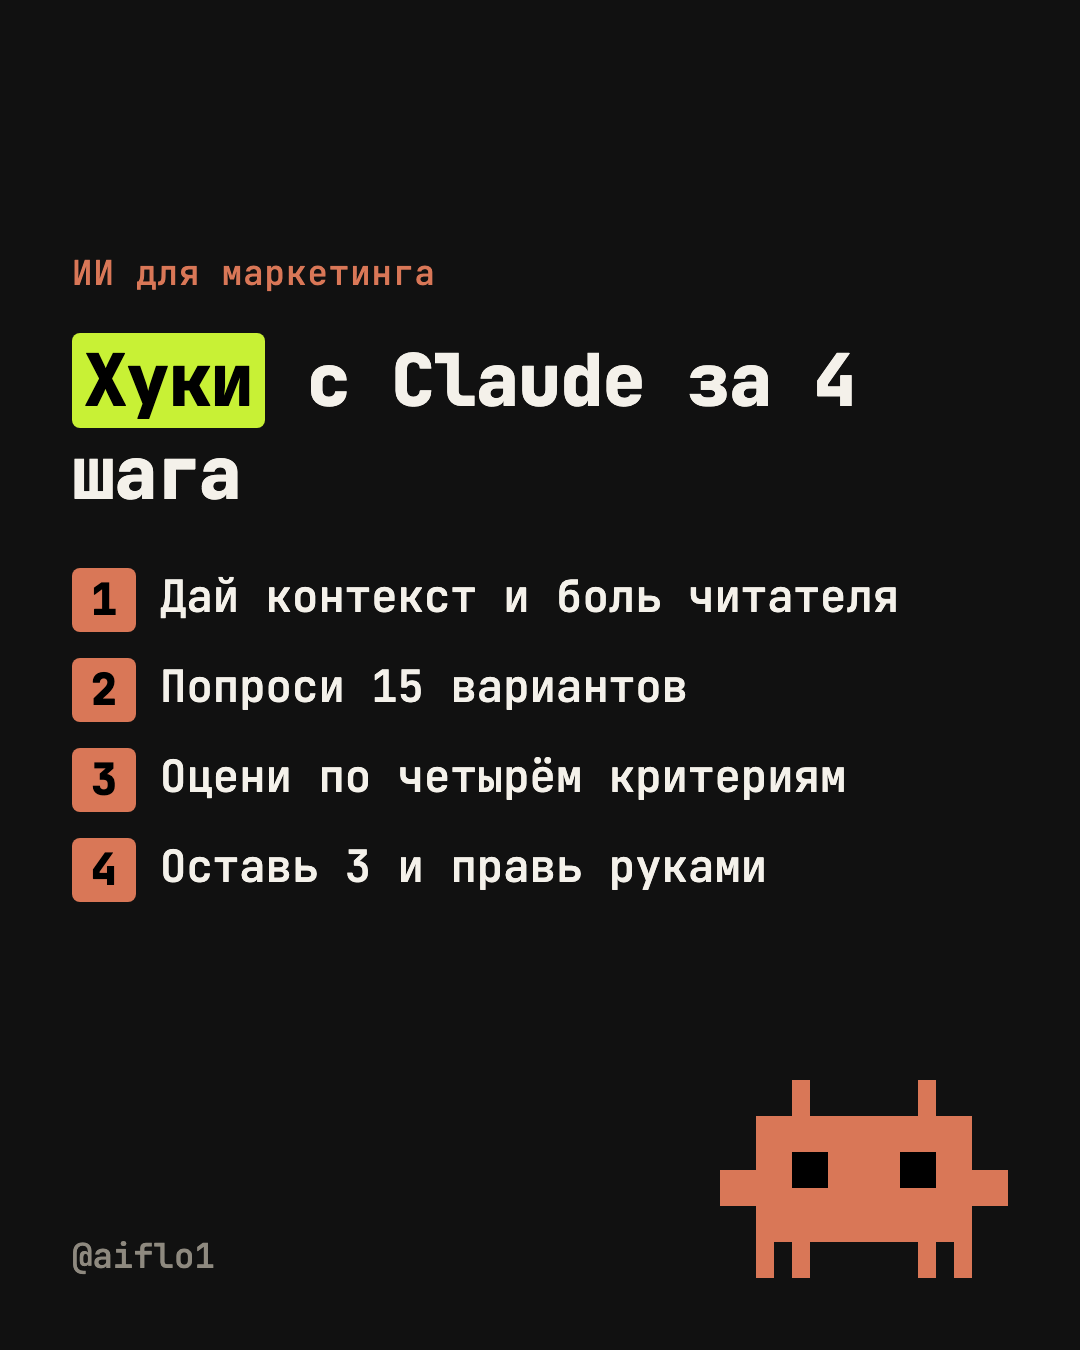 ИИ для маркетинга
Хуки с Claude за 4
шага
1 Дай контекст и боль читателя
2 Попроси 15 вариантов
3 Оцени по четырём критериям
4 Оставь 3 и правь руками
@aiflo1